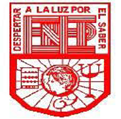 DESPERTAR
A LA LUZ POR
EL SABER
ENP